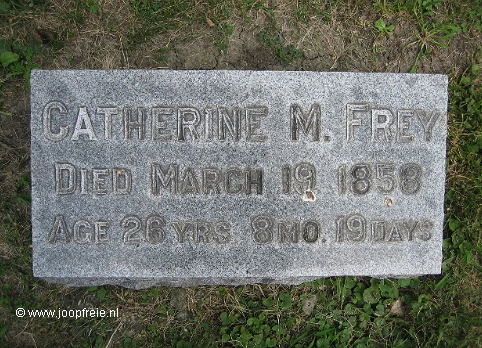 CATHERINE M. FREY
DIED MARCH 19 1858
AGE 26 YRS 8 MO. 19 DAYS
© www.joopfreie.nl